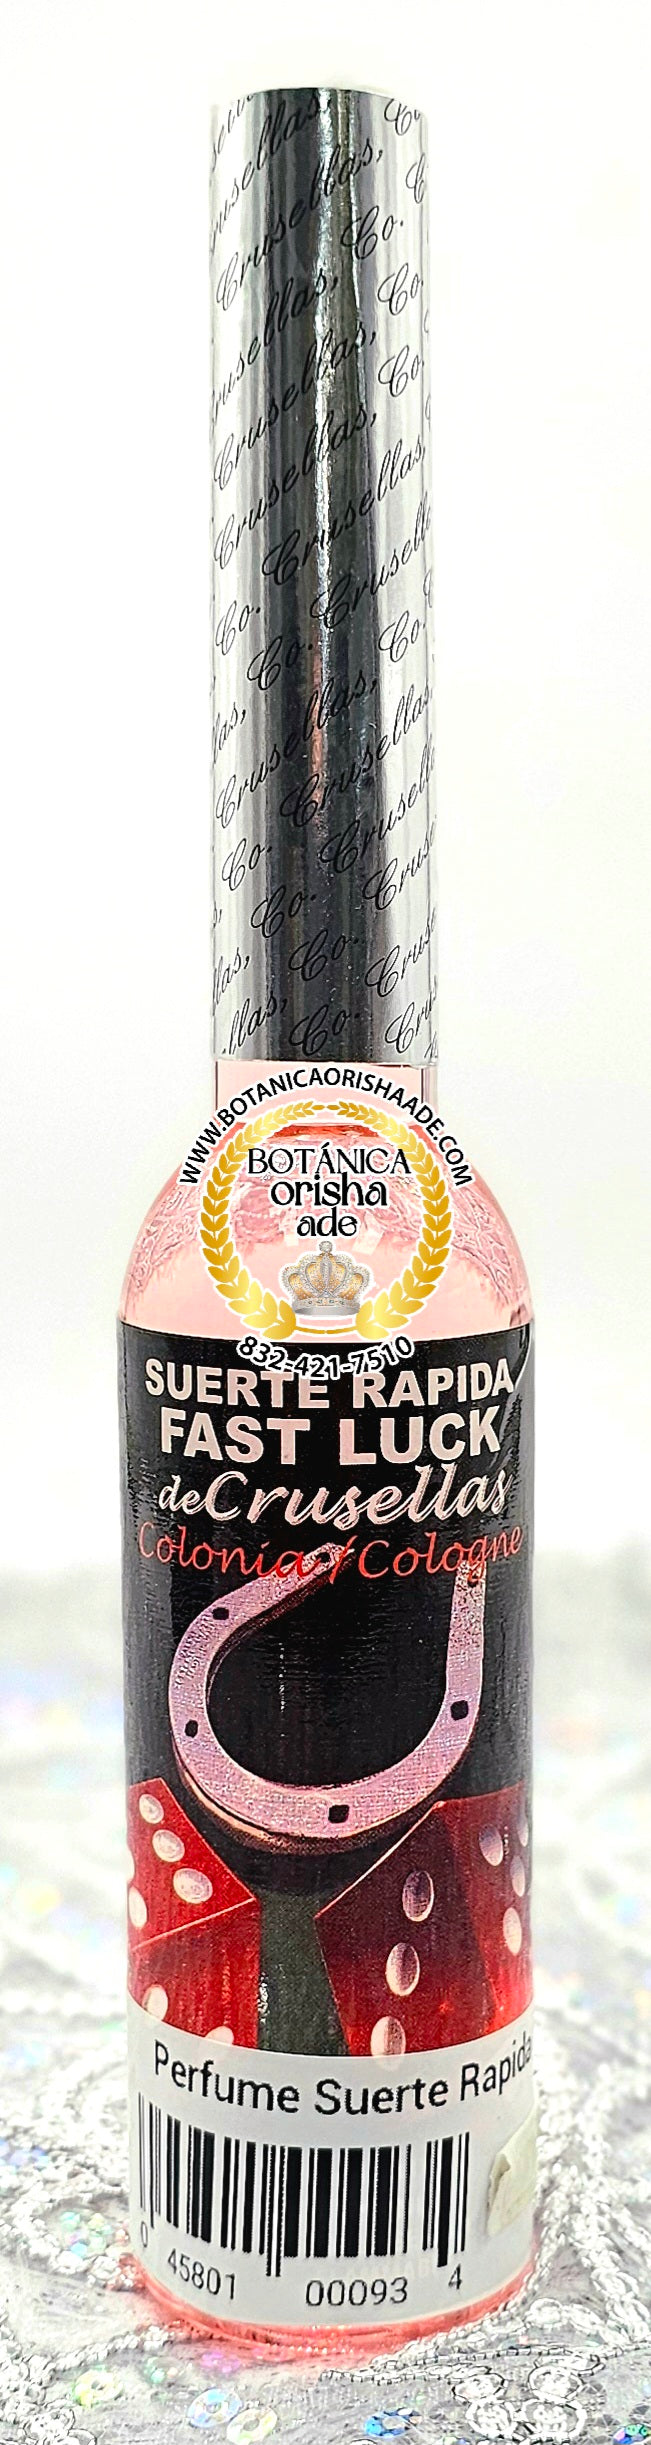 Crusellas, Co.
WWW.BOTANICAORISHAADE.COM
BOTÁNICA
orisha
ade
832-421-7510
SUERTE RAPIDA
FAST LUCK
deCrusellas
Colonia / Cologne
Perfume Suerte Rapida
0 45801 00093 4